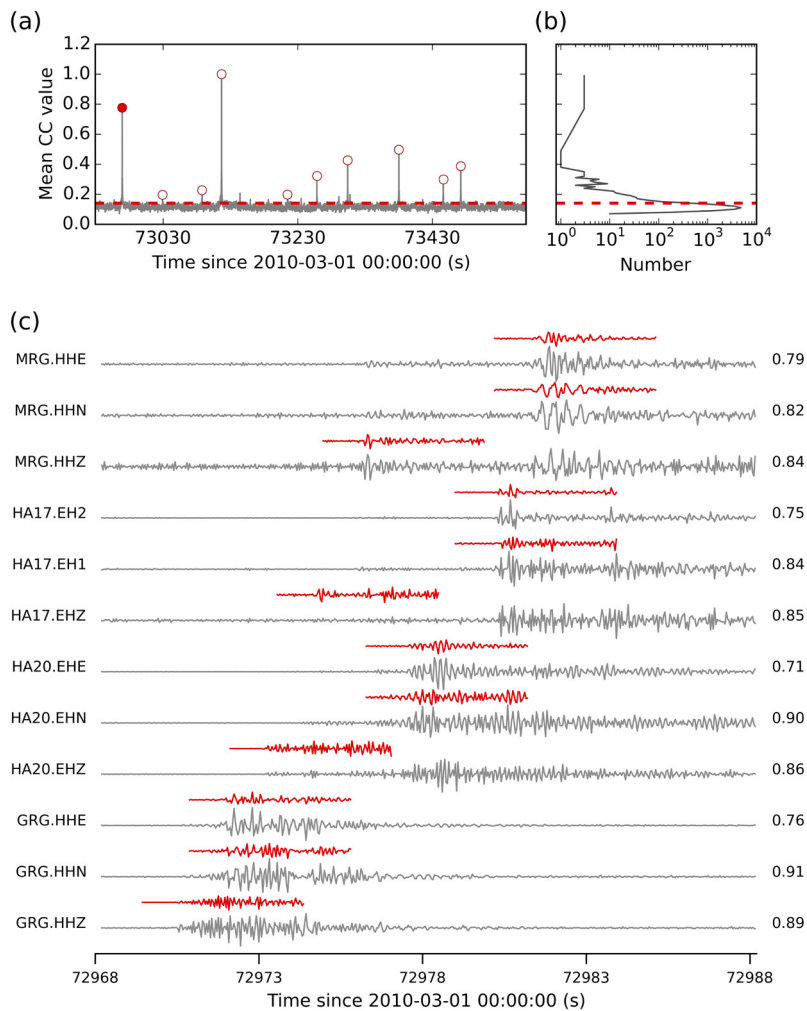 (a)
(b)
1.2
1.0
0.8
0.6
0.4
0.2
0.0
Mean CC value
73030 73230 73430
Time since 2010-03-01 00:00:00 (s)
10^0 10^1 10^2 10^3 10^4
Number
(c)
MRG.HHE 0.79
MRG.HHN 0.82
MRG.HHZ 0.84
HA17.EH2 0.75
HA17.EH1 0.84
HA17.EHZ 0.85
HA20.EHE 0.71
HA20.EHN 0.90
HA20.EHZ 0.86
GRG.HHE 0.76
GRG.HHN 0.91
GRG.HHZ 0.89
72968 72973 72978 72983 72988
Time since 2010-03-01 00:00:00 (s)